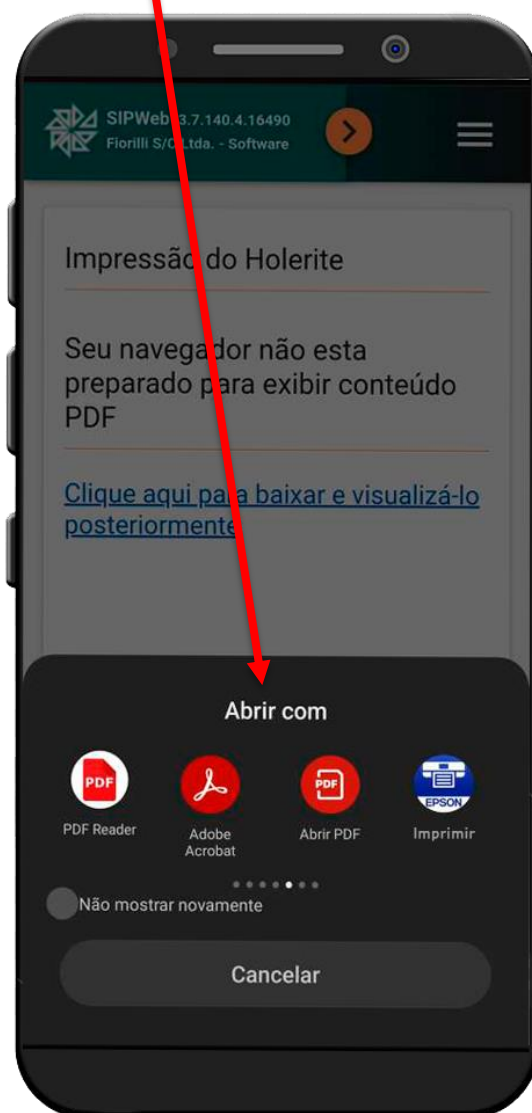 SIPWeb 3.7.140.4.16490
Fiorilli S/C Ltda. - Software
Impressão do Holerite
Seu navegador não esta
preparado para exibir conteúdo
PDF
Clique aqui para baixar e visualizá-lo
posteriormente
Abrir com
PDF
PDF
EPSON
PDF Reader
Adobe
Acrobat
Abrir PDF
Imprimir
Não mostrar novamente
Cancelar